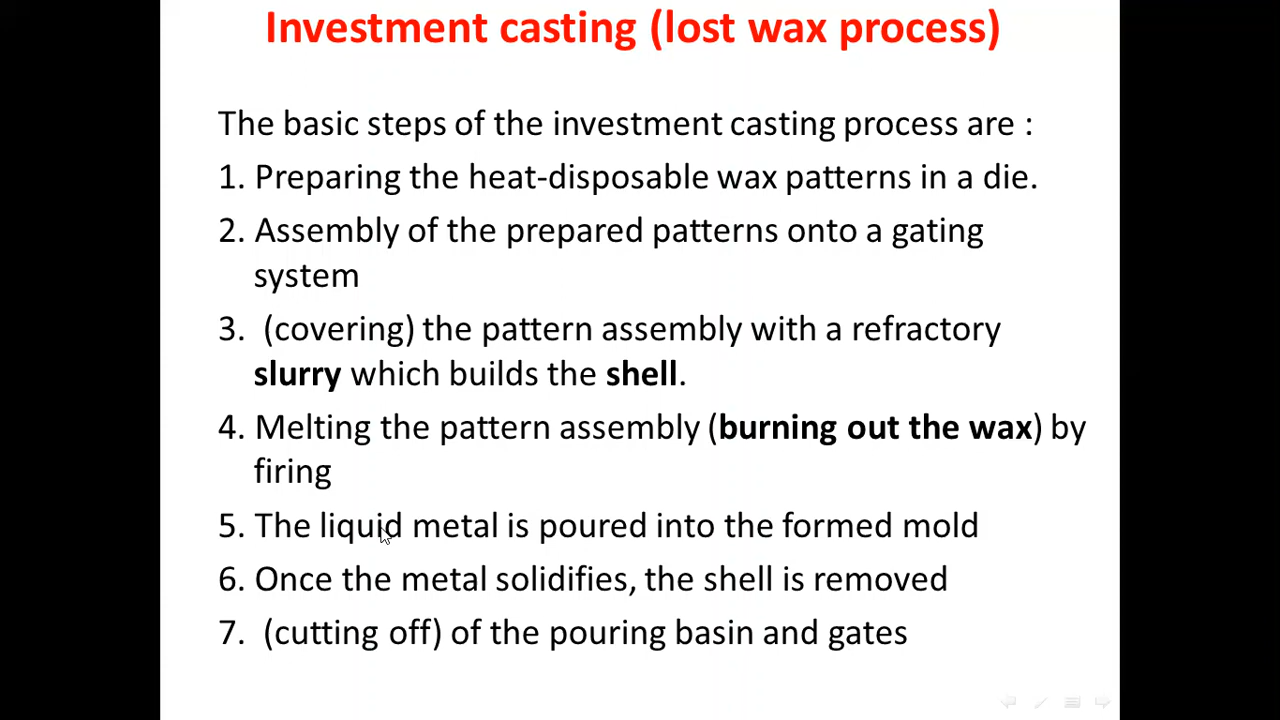 Investment casting (lost wax process)
The basic steps of the investment casting process are :
1. Preparing the heat-disposable wax patterns in a die.
2. Assembly of the prepared patterns onto a gating
system
3.  (covering) the pattern assembly with a refractory
slurry which builds the shell.
4. Melting the pattern assembly (burning out the wax) by
firing
5. The liquid metal is poured into the formed mold
6. Once the metal solidifies, the shell is removed
7.  (cutting off) of the pouring basin and gates